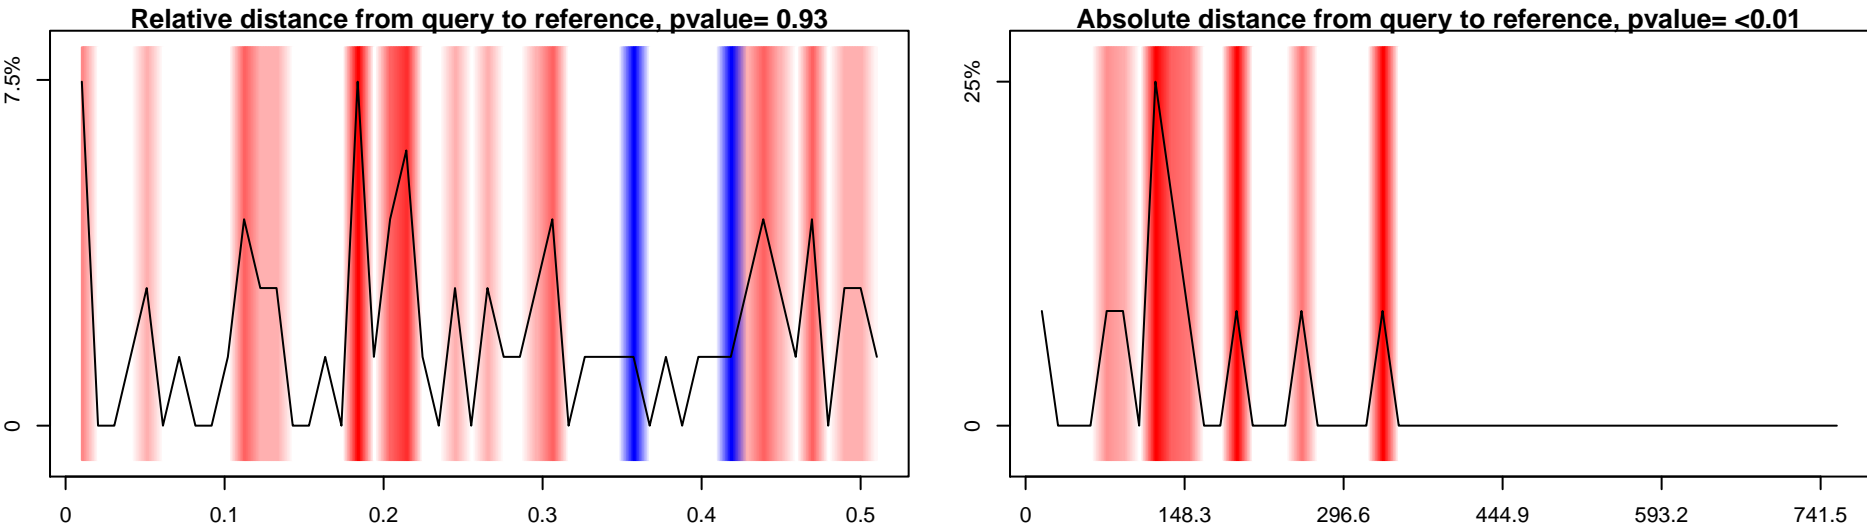 Relative distance from query to reference, pvalue= 0.93
7.5%
0
0 0.1 0.2 0.3 0.4 0.5
Absolute distance from query to reference, pvalue= <0.01
25%
0
0 148.3 296.6 444.9 593.2 741.5